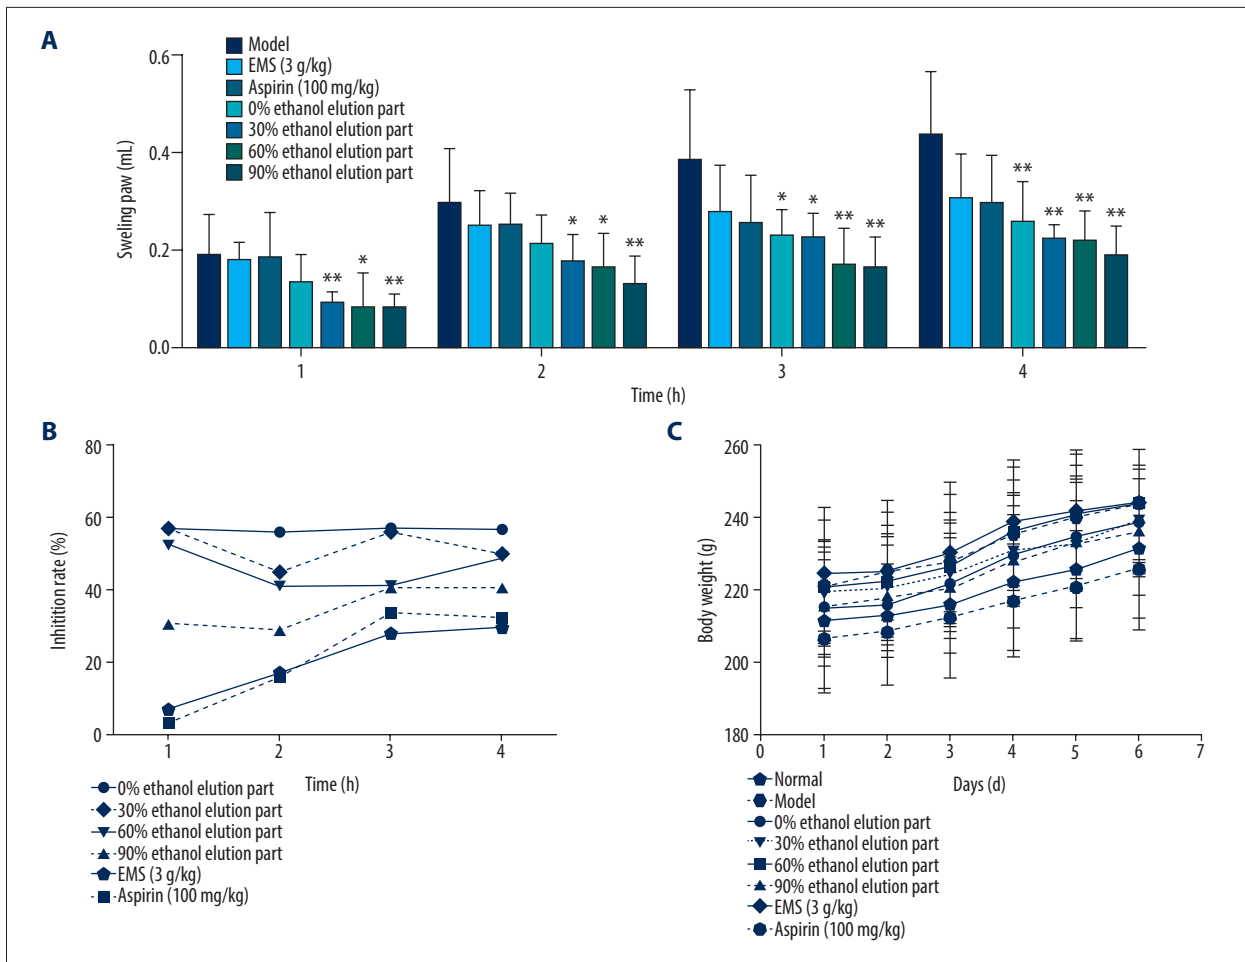 A
Model
EMS (3 g/kg)
Aspirin (100 mg/kg)
0% ethanol elution part
30% ethanol elution part
60% ethanol elution part
90% ethanol elution part
Sweling paw (mL)
0.6
0.4
0.2
0.0
** * **
* * **
* * ** **
** ** ** **
1 2 3 4
Time (h)
B
Inhittion rate (%)
80
60
40
20
0
1 2 3 4
Time (h)
0% ethanol elution part
30% ethanol elution part
60% ethanol elution part
90% ethanol elution part
EMS (3 g/kg)
Aspirin (100 mg/kg)
C
Body weight (g)
260
240
220
200
180
0 1 2 3 4 5 6 7
Days (d)
Normal
Model
0% ethanol elution part
30% ethanol elution part
60% ethanol elution part
90% ethanol elution part
EMS (3 g/kg)
Aspirin (100 mg/kg)